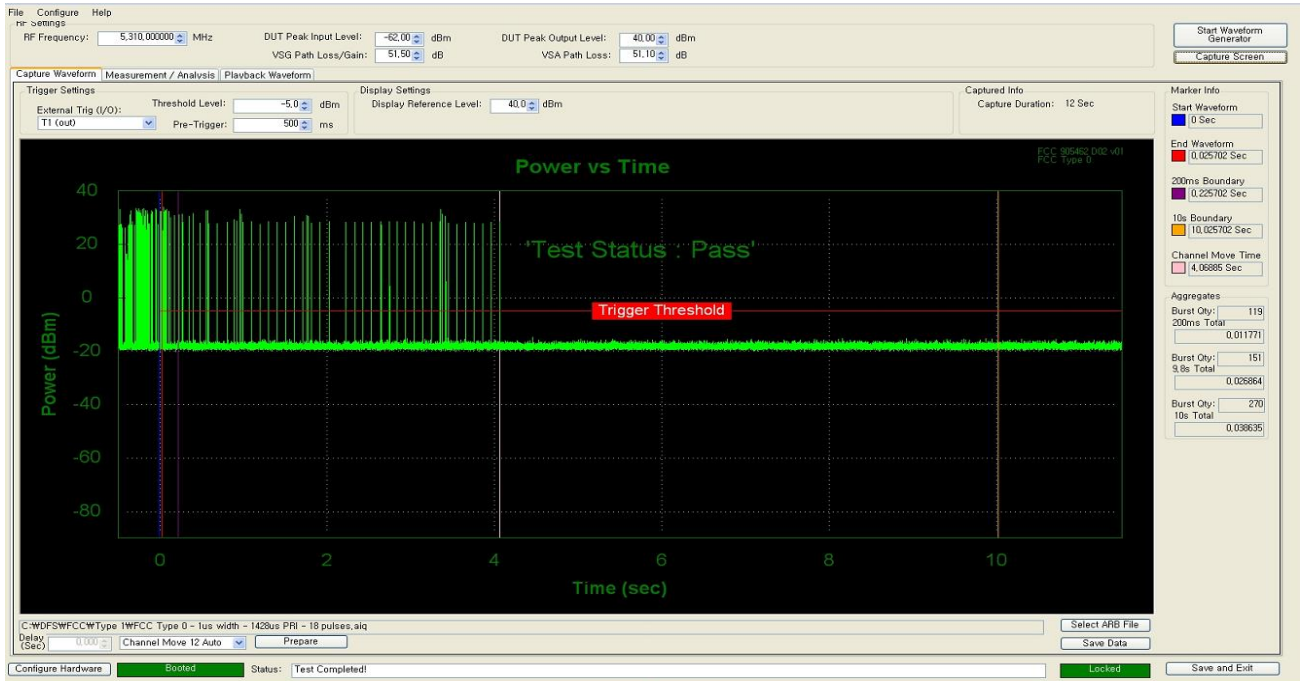 File Configure Help
RF Settings
RF Frequency: 5,310,000000 MHz DUT Peak Input Level: -62,00 dBm DUT Peak Output Level: 40,00 dBm
VSG Path Loss/Gain: 51,50 dB VSA Path Loss: 51,10 dB
Start Waveform Generator
Capture Screen
Capture Waveform Measurement / Analysis Playback Waveform
Trigger Settings
External Trig (I/O):
T1 (out)
Threshold Level: -5,0 dBm
Pre-Trigger: 500 ms
Display Settings
Display Reference Level: 40,0 dBm
Captured Info
Capture Duration: 12 Sec
Marker Info
Start Waveform
0 Sec
End Waveform
0,025702 Sec
200ms Boundary
0,225702 Sec
10s Boundary
10,025702 Sec
Channel Move Time
4,06885 Sec
Aggregates
Burst Qty: 119
200ms Total
0,011771
Burst Qty: 151
9,8s Total
0,026864
Burst Qty: 270
10s Total
0,038635
Power vs Time
FCC 905462 D02 v01
FCC Type 0
'Test Status : Pass'
Trigger Threshold
Power (dBm)
40
20
0
-20
-40
-60
-80
0 2 4 6 8 10
Time (sec)
C:₩DFS₩FCC₩Type 1₩FCC Type 0 - 1us width - 1428us PRI - 18 pulses,aiq
Select ARB File
Delay (Sec) 0,000 Channel Move 12 Auto Prepare
Save Data
Configure Hardware Booted Status: Test Completed! Locked Save and Exit